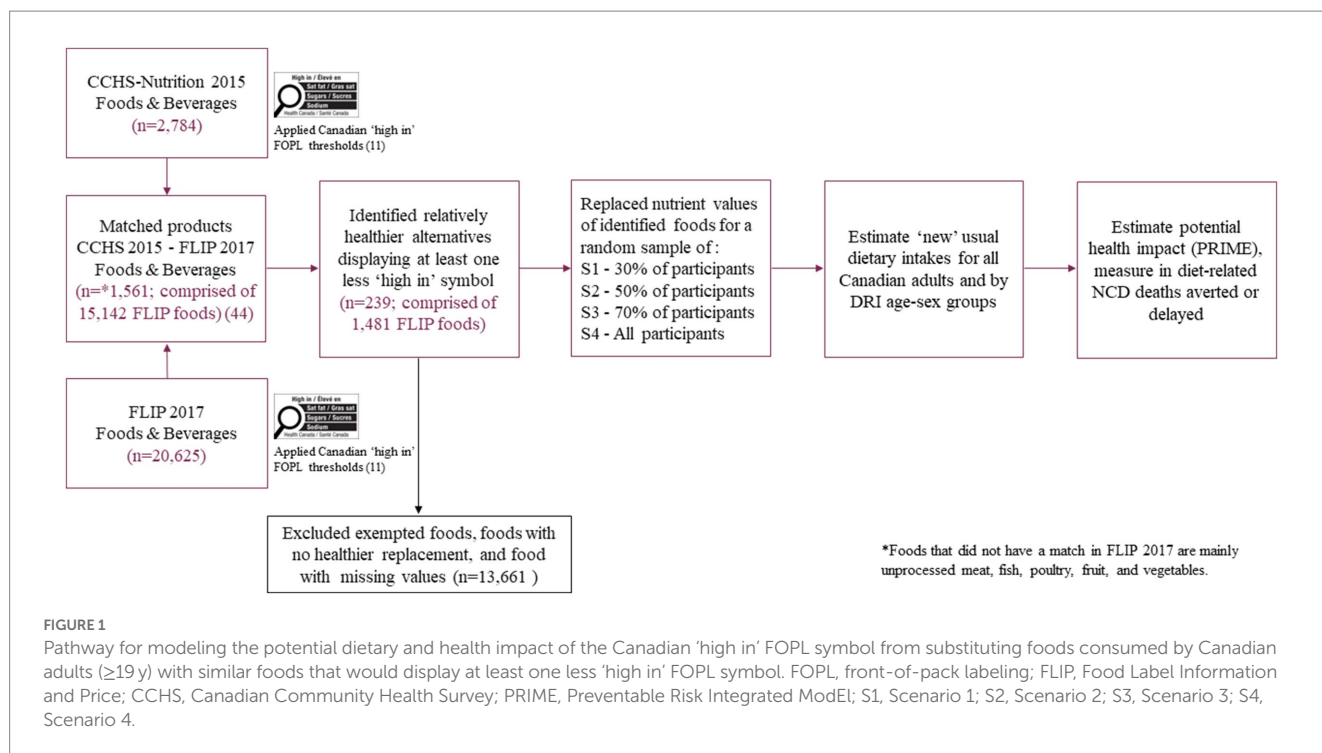 CCHS-Nutrition 2015
Foods & Beverages
(n=2,784)
High in / Élevé en
Sat fat / Gras sat
Sugars / Sucres
Sodium
Health Canada / Santé Canada
Applied Canadian ‘high in’
FOPL thresholds (11)
Matched products
CCHS 2015 - FLIP 2017
Foods & Beverages
(n=*1,561; comprised of
15,142 FLIP foods) (44)
Identified relatively
healthier alternatives
displaying at least one
less ‘high in’ symbol
(n=239; comprised of
1,481 FLIP foods)
Replaced nutrient values
of identified foods for a
random sample of :
S1 - 30% of participants
S2 - 50% of participants
S3 - 70% of participants
S4 - All participants
Estimate ‘new’ usual
dietary intakes for all
Canadian adults and by
DRI age-sex groups
Estimate potential
health impact (PRIME),
measure in diet-related
NCD deaths averted or
delayed
FLIP 2017
Foods & Beverages
(n=20,625)
High in / Élevé en
Sat fat / Gras sat
Sugars / Sucres
Sodium
Health Canada / Santé Canada
Applied Canadian ‘high in’
FOPL thresholds (11)
Excluded exempted foods, foods with
no healthier replacement, and food
with missing values (n=13,661 )
*Foods that did not have a match in FLIP 2017 are mainly
unprocessed meat, fish, poultry, fruit, and vegetables.
FIGURE 1
Pathway for modeling the potential dietary and health impact of the Canadian ‘high in’ FOPL symbol from substituting foods consumed by Canadian
adults (≥19 y) with similar foods that would display at least one less ‘high in’ FOPL symbol. FOPL, front-of-pack labeling; FLIP, Food Label Information
and Price; CCHS, Canadian Community Health Survey; PRIME, Preventable Risk Integrated ModEl; S1, Scenario 1; S2, Scenario 2; S3, Scenario 3; S4,
Scenario 4.